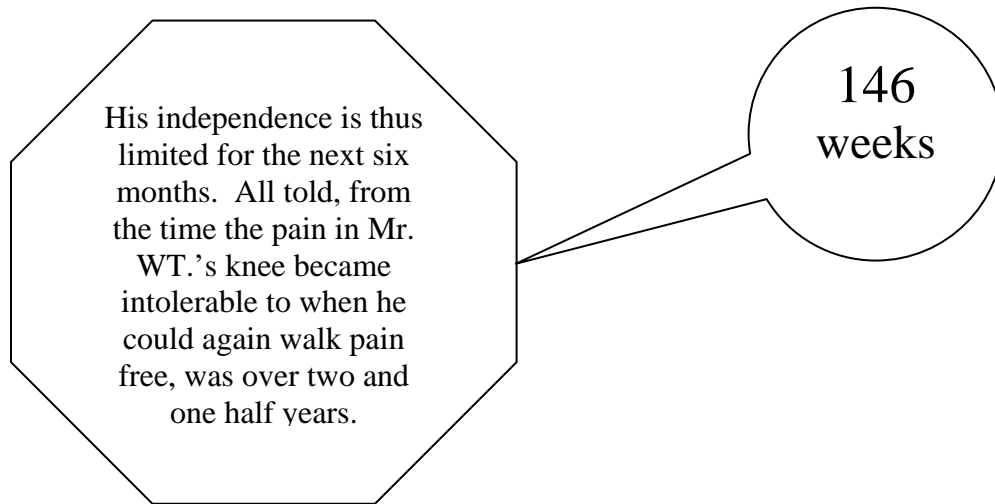 His independence is thus
limited for the next six
months.  All told, from
the time the pain in Mr.
WT.’s knee became
intolerable to when he
could again walk pain
free, was over two and
one half years.
146
weeks